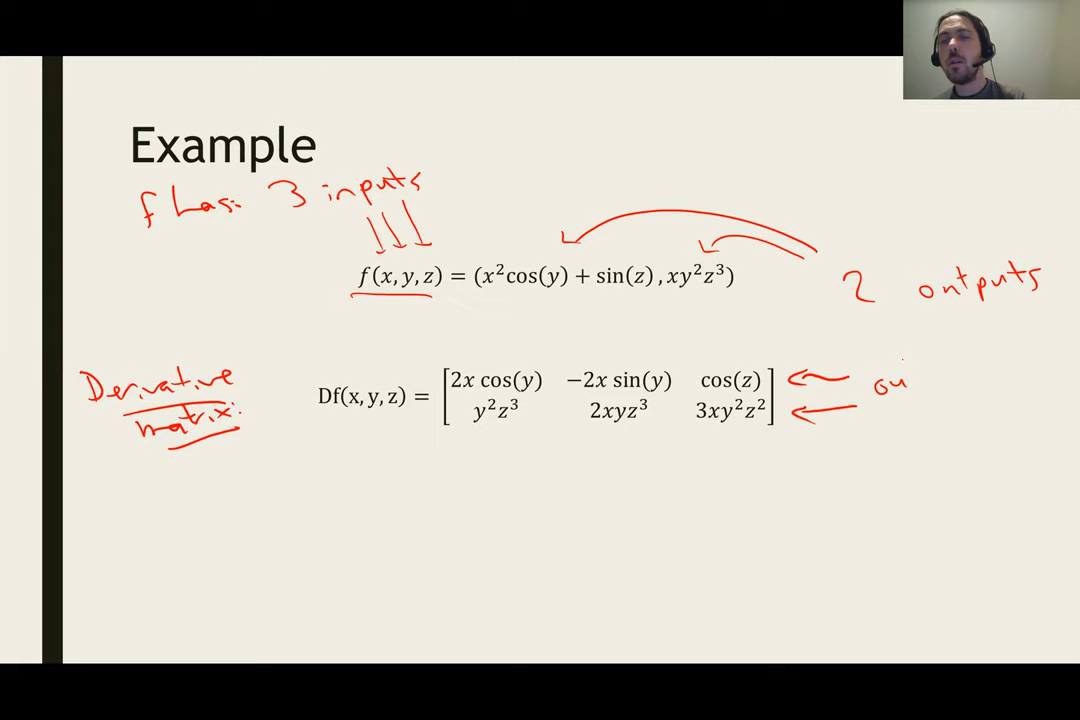 Example
f has: 3 inputs
f(x, y, z) = (x²cos(y) + sin(z) , xy²z³)
2 outputs
Derivative
matrix:
Df(x, y, z) = [2x cos(y) −2x sin(y) cos(z)
y²z³ 2xyz³ 3xy²z²]
ou